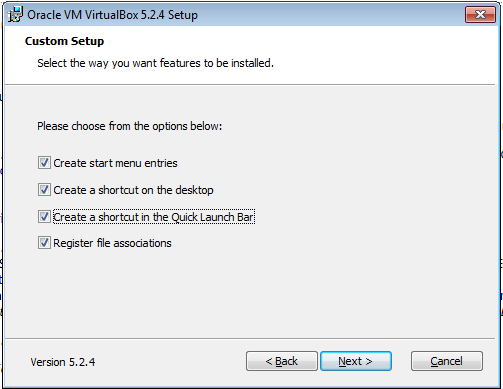 Oracle VM VirtualBox 5.2.4 Setup
Custom Setup
Select the way you want features to be installed.
Please choose from the options below:
Create start menu entries
Create a shortcut on the desktop
Create a shortcut in the Quick Launch Bar
Register file associations
Version 5.2.4
< Back
Next >
Cancel